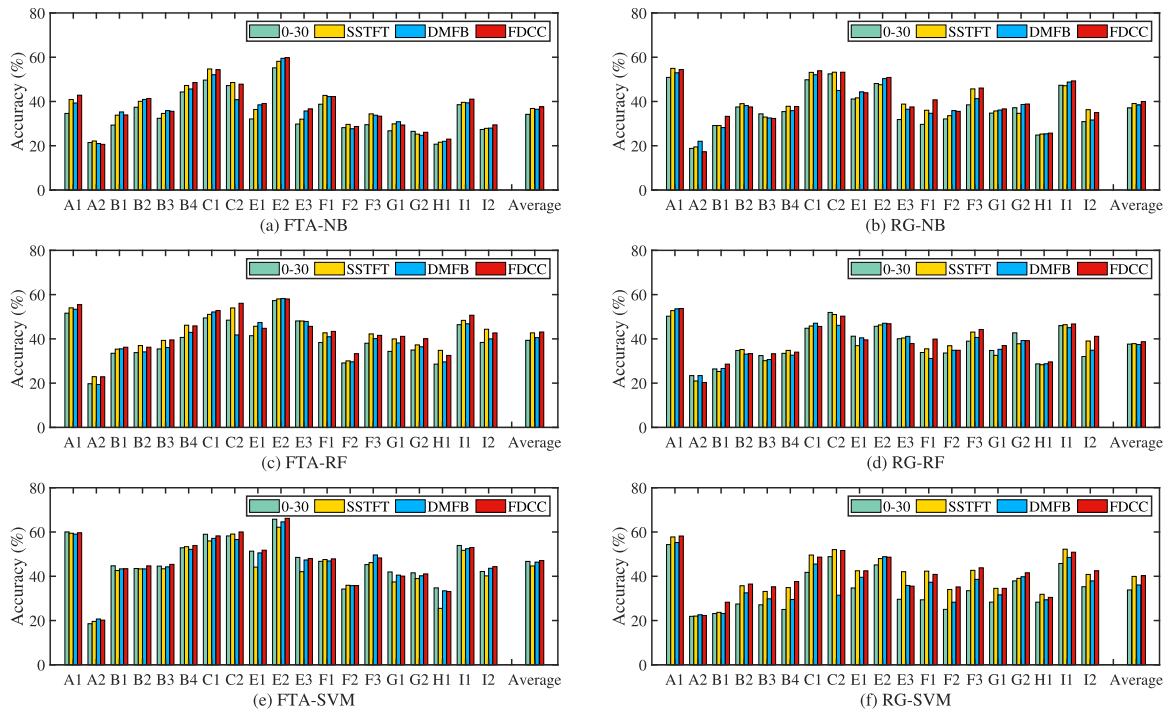 80
0-30 SSTFT DMFB FDCC
60
40
20
0
Accuracy (%)
A1 A2 B1 B2 B3 B4 C1 C2 E1 E2 E3 F1 F2 F3 G1 G2 H1 I1 I2 Average
(a) FTA-NB
80
0-30 SSTFT DMFB FDCC
60
40
20
0
Accuracy (%)
A1 A2 B1 B2 B3 B4 C1 C2 E1 E2 E3 F1 F2 F3 G1 G2 H1 I1 I2 Average
(b) RG-NB
80
0-30 SSTFT DMFB FDCC
60
40
20
0
Accuracy (%)
A1 A2 B1 B2 B3 B4 C1 C2 E1 E2 E3 F1 F2 F3 G1 G2 H1 I1 I2 Average
(c) FTA-RF
80
0-30 SSTFT DMFB FDCC
60
40
20
0
Accuracy (%)
A1 A2 B1 B2 B3 B4 C1 C2 E1 E2 E3 F1 F2 F3 G1 G2 H1 I1 I2 Average
(d) RG-RF
80
0-30 SSTFT DMFB FDCC
60
40
20
0
Accuracy (%)
A1 A2 B1 B2 B3 B4 C1 C2 E1 E2 E3 F1 F2 F3 G1 G2 H1 I1 I2 Average
(e) FTA-SVM
80
0-30 SSTFT DMFB FDCC
60
40
20
0
Accuracy (%)
A1 A2 B1 B2 B3 B4 C1 C2 E1 E2 E3 F1 F2 F3 G1 G2 H1 I1 I2 Average
(f) RG-SVM